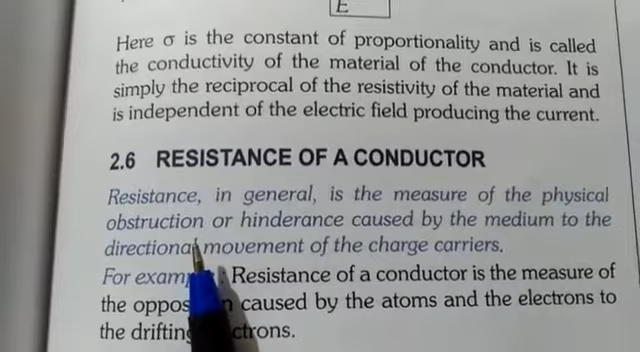 E
Here σ is the constant of proportionality and is called
the conductivity of the material of the conductor. It is
simply the reciprocal of the resistivity of the material and
is independent of the electric field producing the current.
2.6 RESISTANCE OF A CONDUCTOR
Resistance, in general, is the measure of the physical
obstruction or hinderance caused by the medium to the
directional movement of the charge carriers.
For Resistance of a conductor is the measure of
the caused by the atoms and the electrons to
the